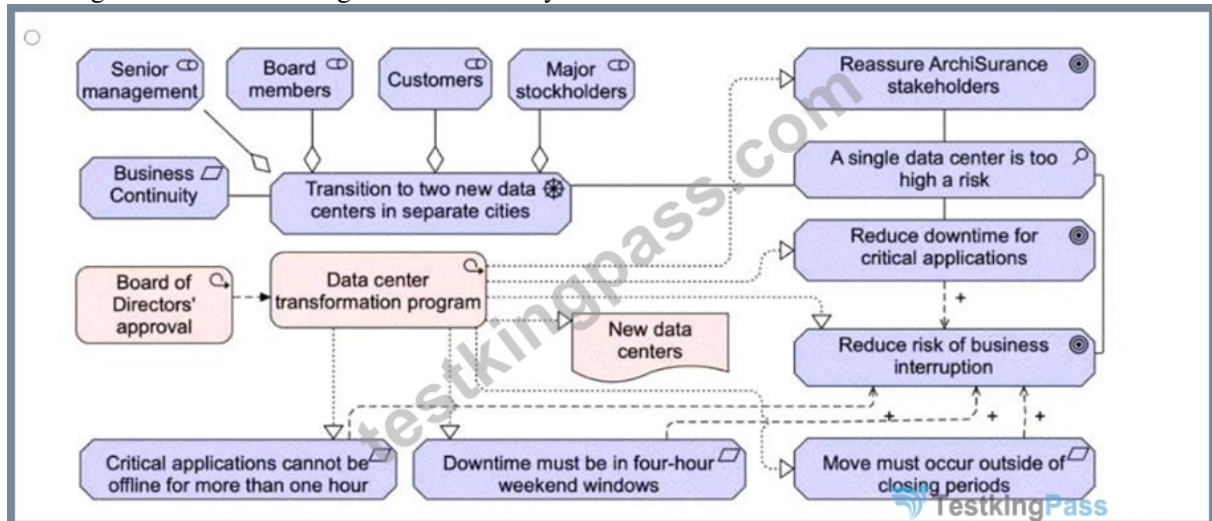 Senior
management
Board
members
Customers
Major
stockholders
Reassure ArchiSurance
stakeholders
Business
Continuity
Transition to two new data
centers in separate cities
A single data center is too
high a risk
Reduce downtime for
critical applications
Board of
Directors'
approval
Data center
transformation program
New data
centers
+
Reduce risk of business
interruption
+
+
+
Critical applications cannot be
offline for more than one hour
Downtime must be in four-hour
weekend windows
Move must occur outside of
closing periods
testkingpass.com
TestkingPass